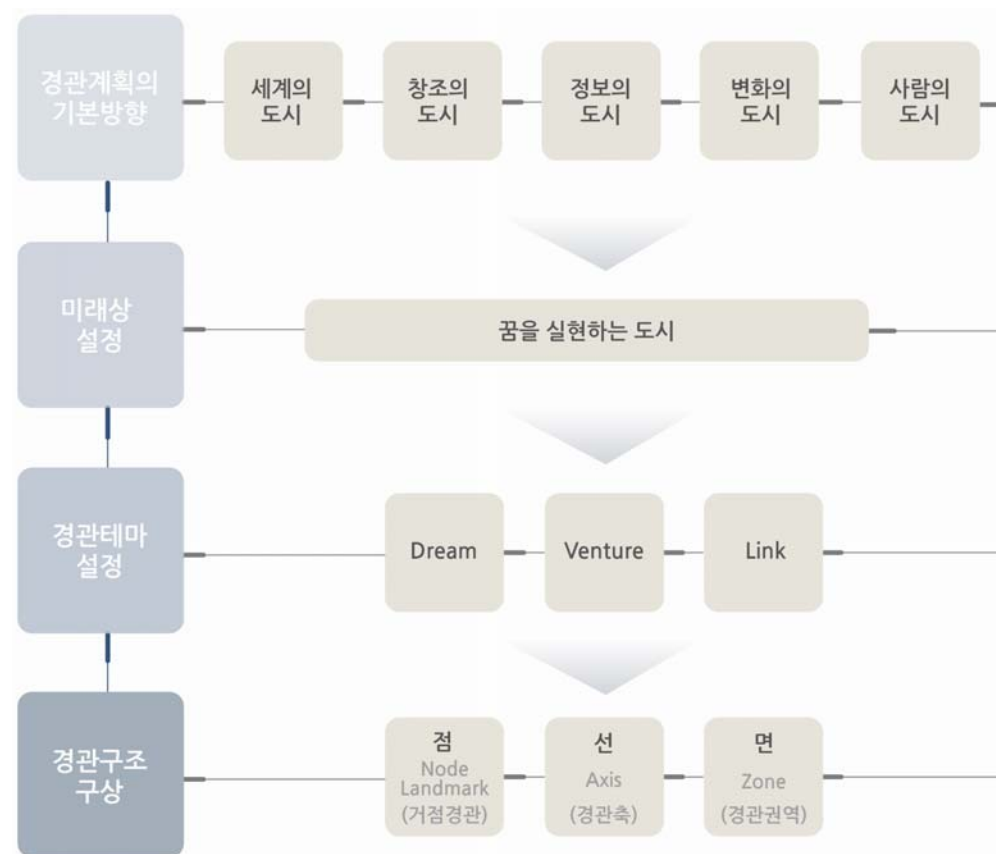 경관계획의
기본방향
세계의
도시
창조의
도시
정보의
도시
변화의
도시
사람의
도시
미래상
설정
꿈을 실현하는 도시
경관테마
설정
Dream
Venture
Link
경관구조
구상
점
Node
Landmark
(거점경관)
선
Axis
(경관축)
면
Zone
(경관권역)